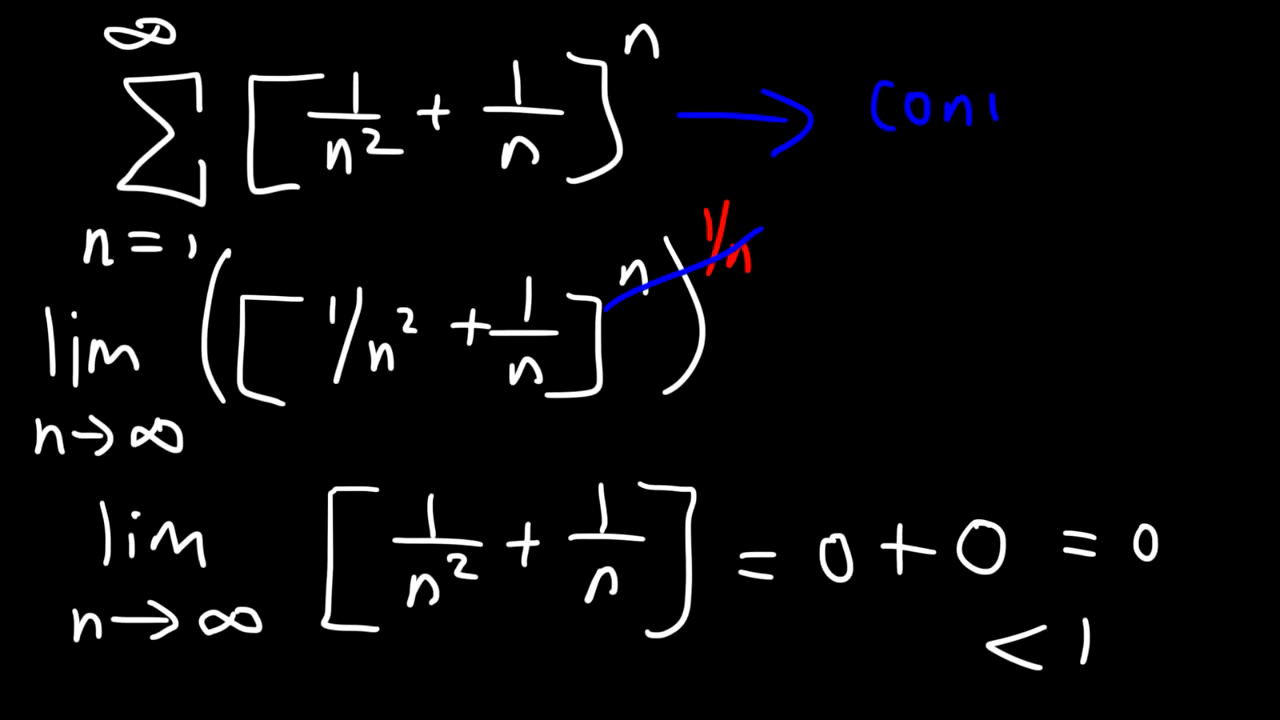 ∞
∑ [1/n² + 1/n]ⁿ → con
n = 1
lim ([1/n² + 1/n]ⁿ)^1/n
n→∞
lim [1/n² + 1/n] = 0 + 0 = 0
n→∞ < 1